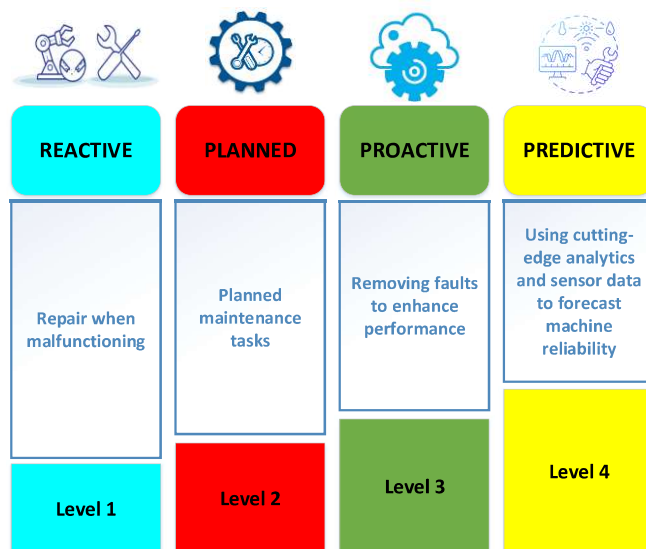 REACTIVE
PLANNED
PROACTIVE
PREDICTIVE
Repair when
malfunctioning
Planned
maintenance
tasks
Removing faults
to enhance
performance
Using cutting-
edge analytics
and sensor data
to forecast
machine
reliability
Level 1
Level 2
Level 3
Level 4